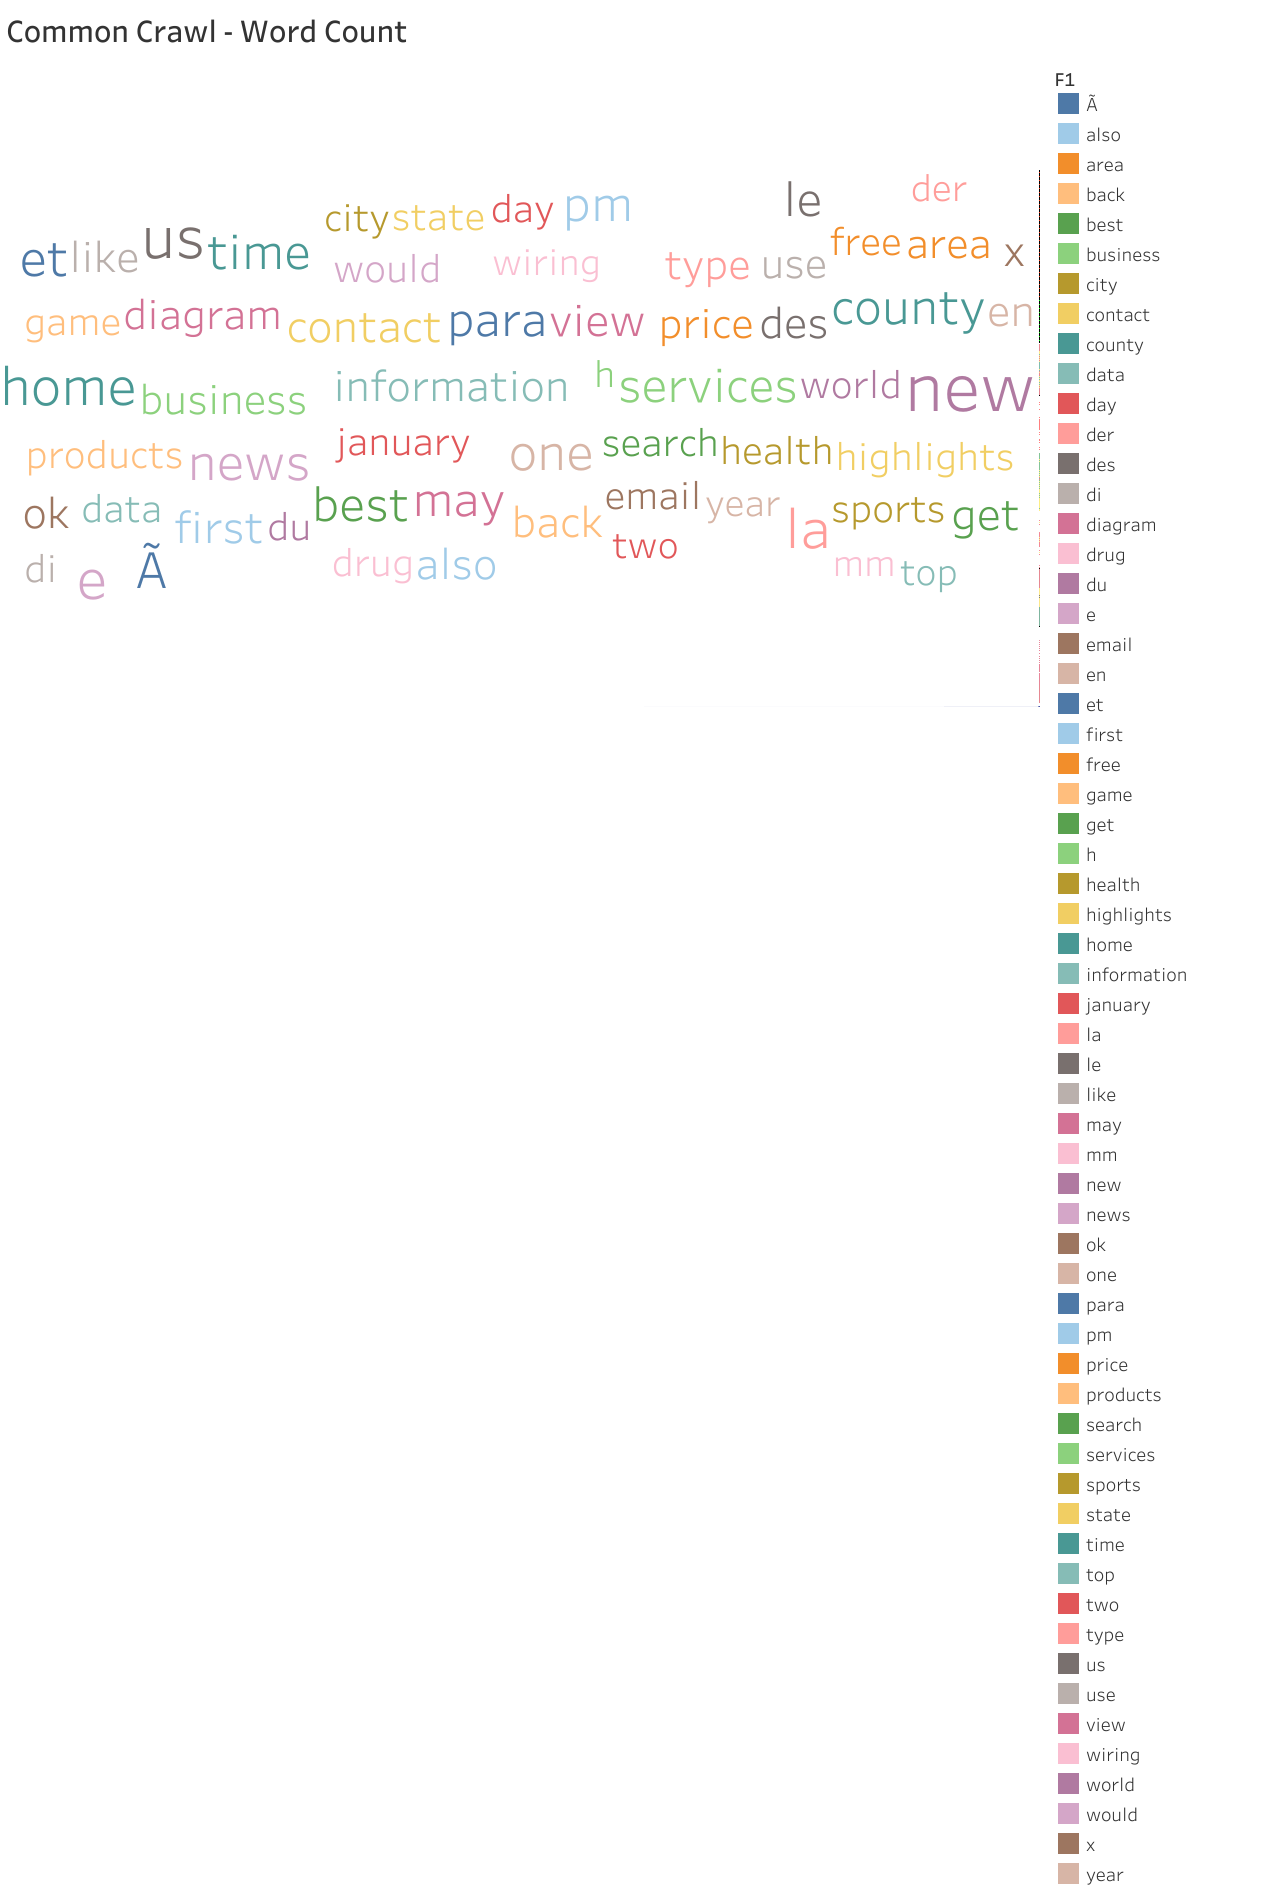 Common Crawl - Word Count
le der
city state day pm
et like us time would wiring type use free area x
game diagram contact para view price des county en
home business information h services world new
products news january one search health highlights
ok data first du best may back email year la sports get
di e Ã drug also two mm top
F1
Ã
also
area
back
best
business
city
contact
county
data
day
der
des
di
diagram
drug
du
e
email
en
et
first
free
game
get
h
health
highlights
home
information
january
la
le
like
may
mm
new
news
ok
one
para
pm
price
products
search
services
sports
state
time
top
two
type
us
use
view
wiring
world
would
x
year